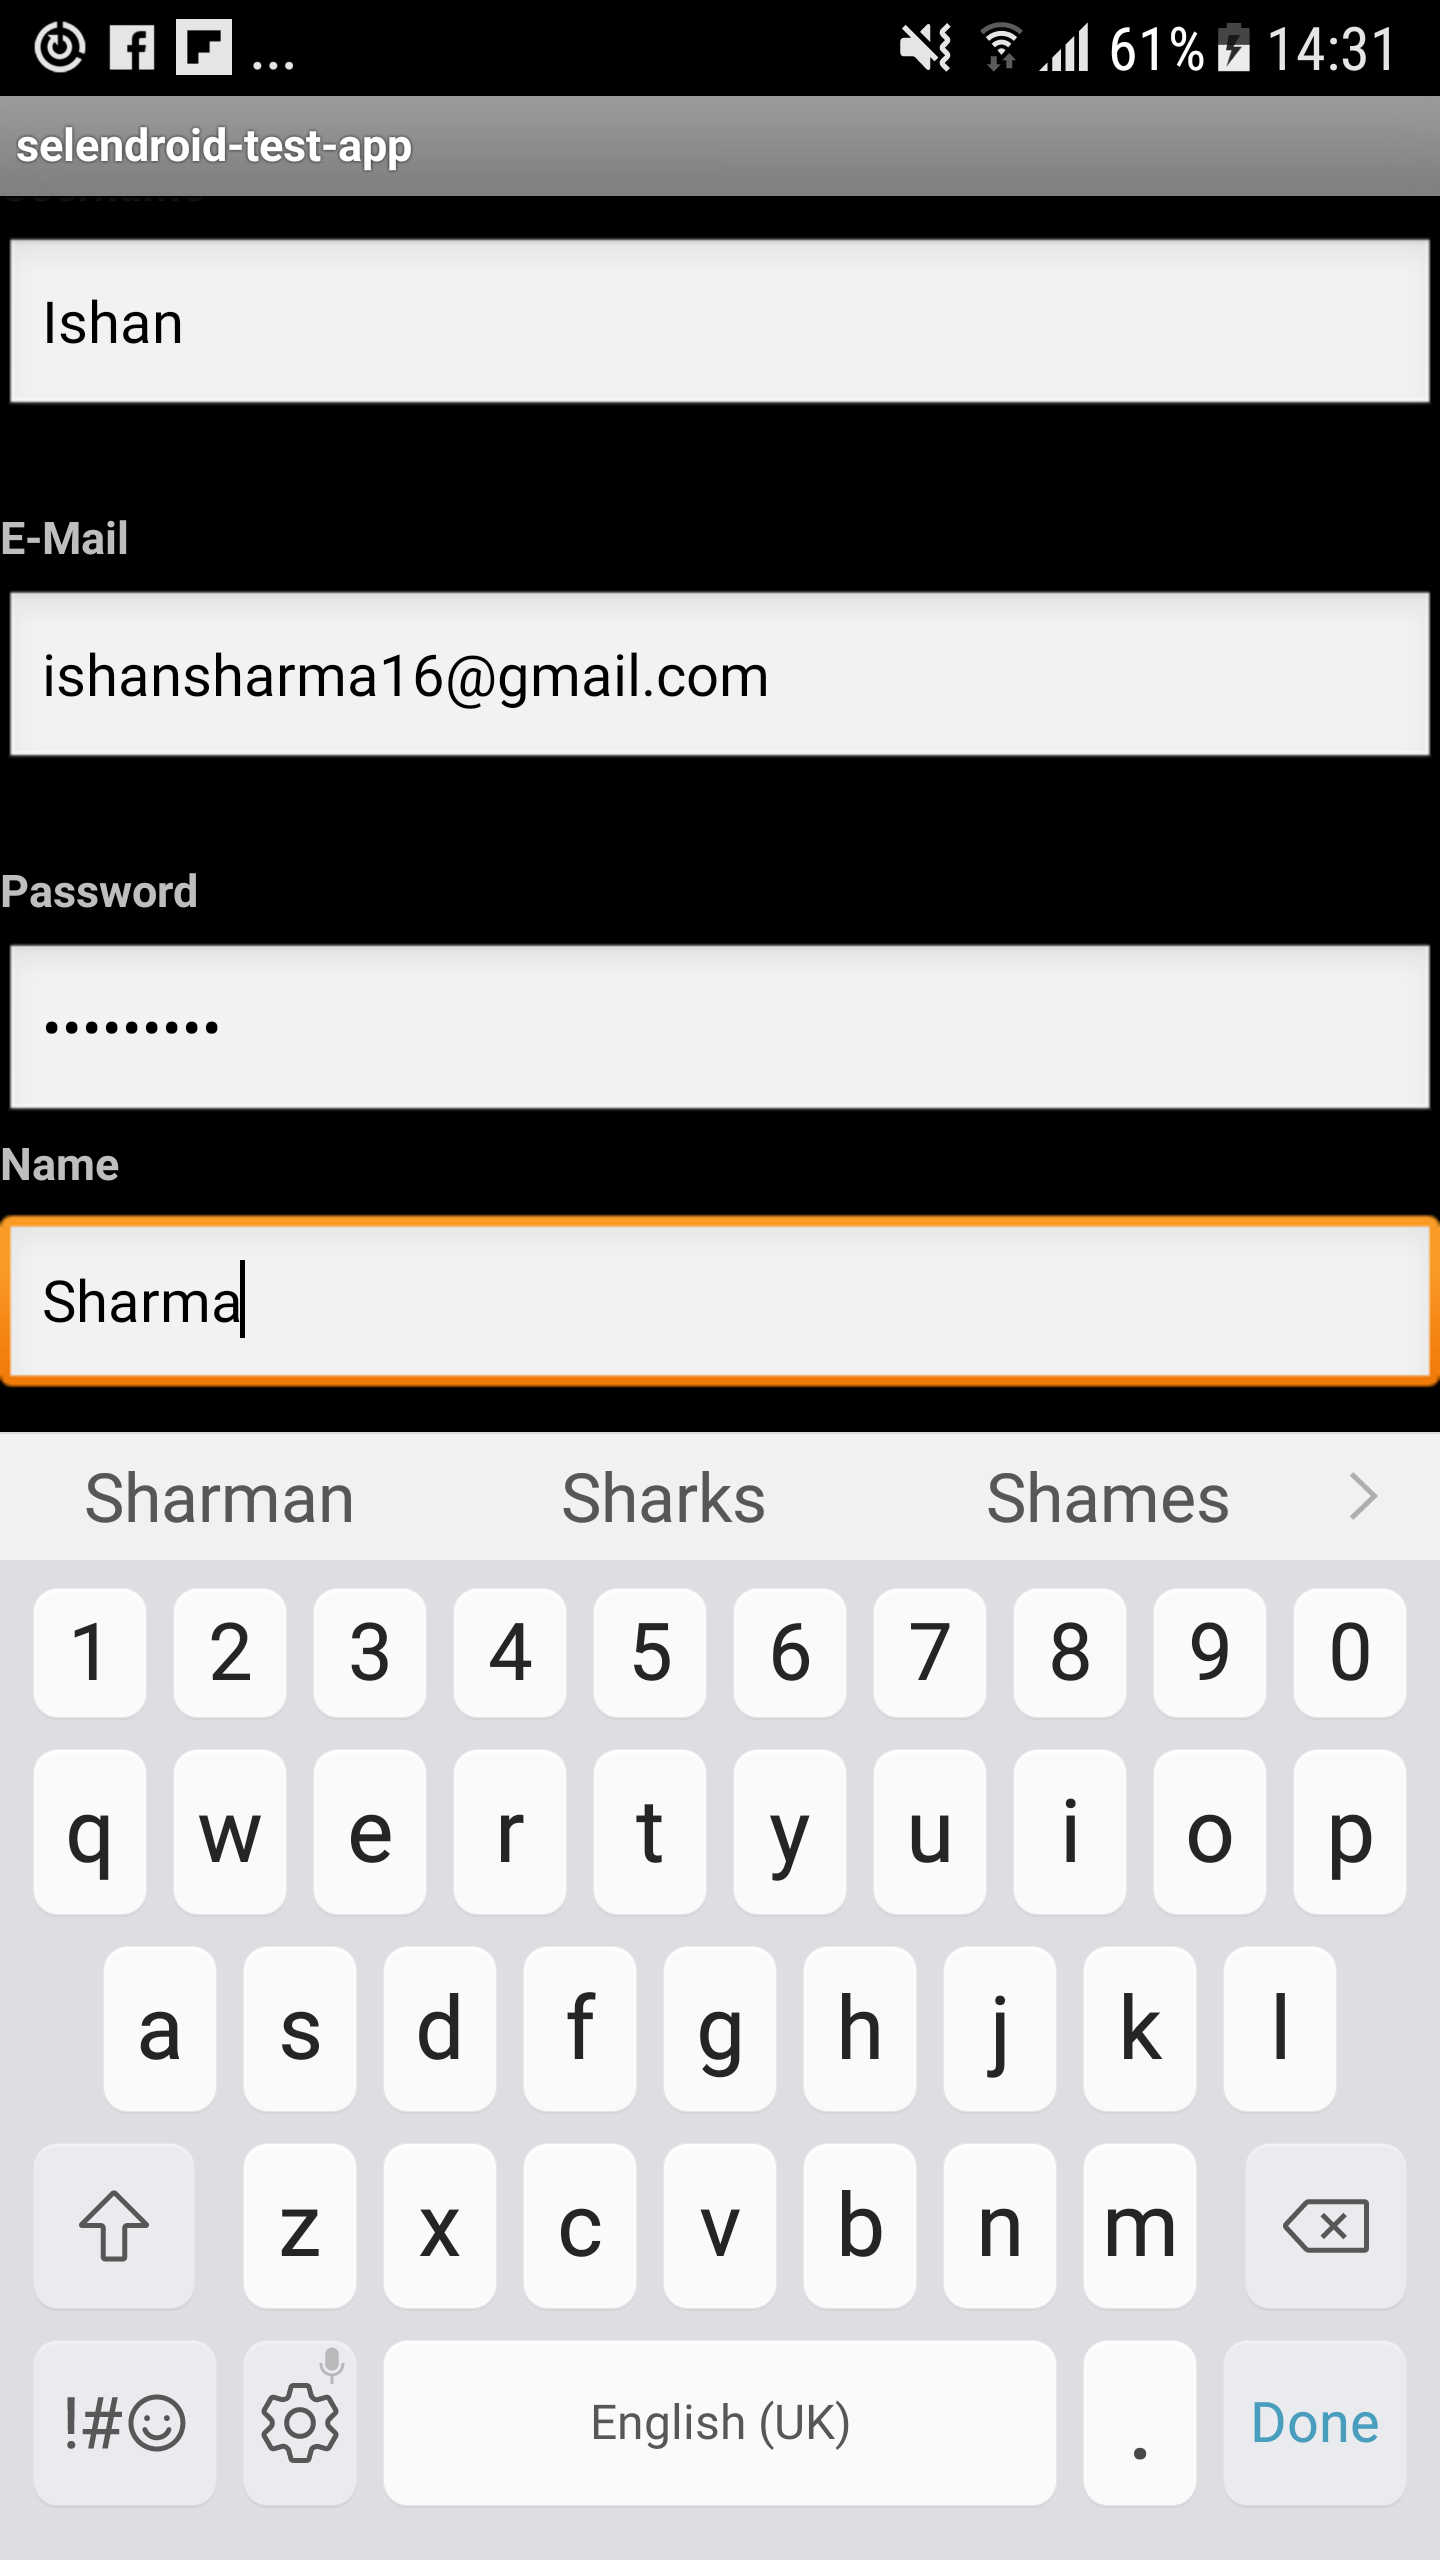 ... 61% 14:31
selendroid-test-app
Ishan
E-Mail
ishansharma16@gmail.com
Password
•••••••••
Name
Sharma
Sharman Sharks Shames
1 2 3 4 5 6 7 8 9 0
q w e r t y u i o p
a s d f g h j k l
z x c v b n m
!#☺ English (UK) . Done